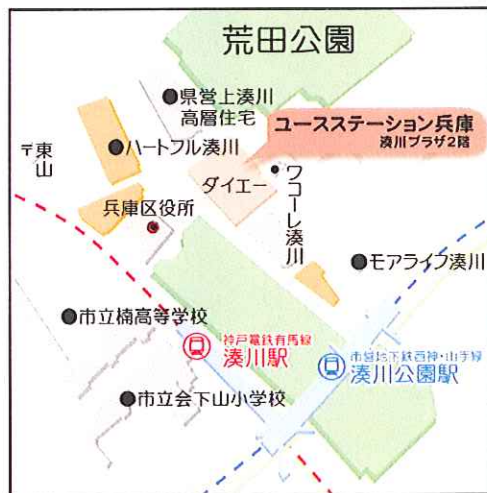 荒田公園
県営上湊川
高層住宅
ユースステーション兵庫
湊川プラザ2階
〒東山
ハートフル湊川
ダイエー
ワコーレ湊川
兵庫区役所
モアライフ湊川
市立楠高等学校
神戸電鉄有馬線
湊川駅
市営地下鉄西神・山手線
湊川公園駅
市立会下山小学校